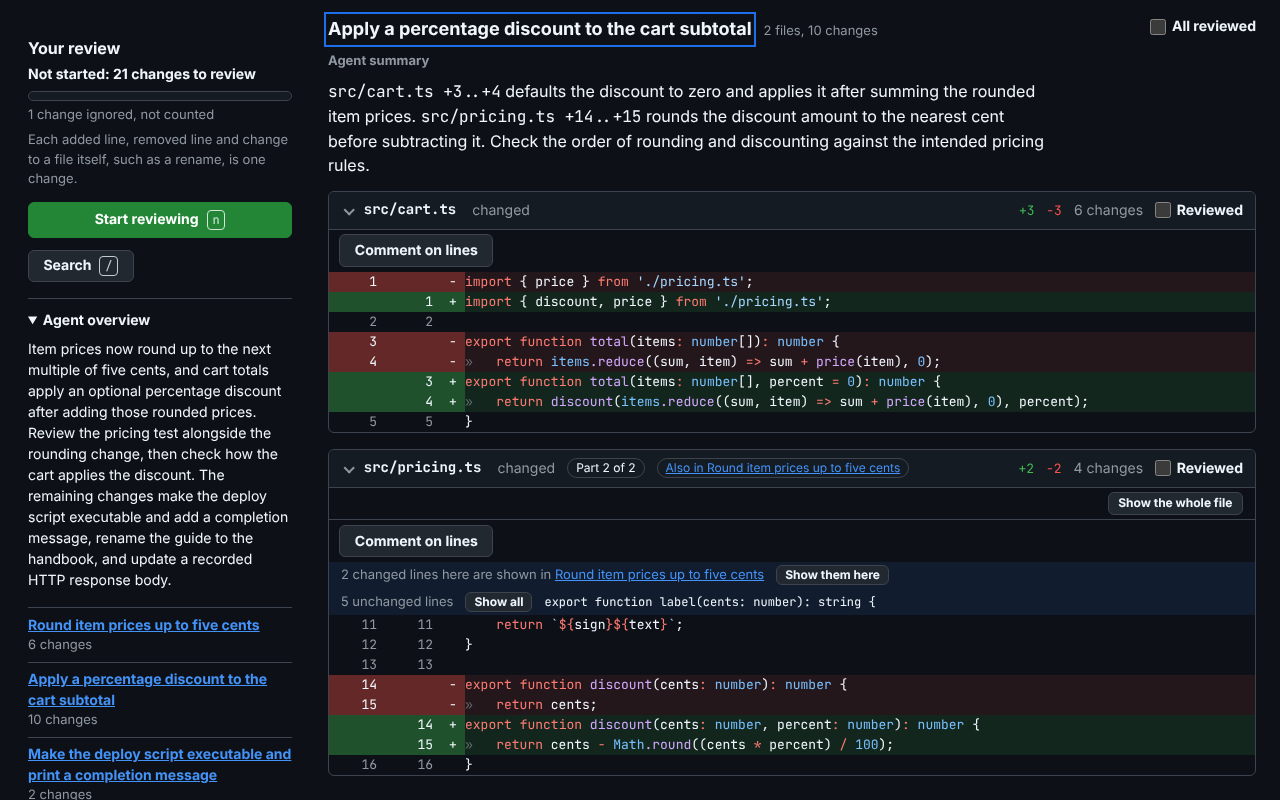 Your review
Not started: 21 changes to review
1 change ignored, not counted
Each added line, removed line and change
to a file itself, such as a rename, is one
change.
Start reviewing n
Search /
▼ Agent overview
Item prices now round up to the next
multiple of five cents, and cart totals
apply an optional percentage discount
after adding those rounded prices.
Review the pricing test alongside the
rounding change, then check how the
cart applies the discount. The
remaining changes make the deploy
script executable and add a completion
message, rename the guide to the
handbook, and update a recorded
HTTP response body.
Round item prices up to five cents
6 changes
Apply a percentage discount to the
cart subtotal
10 changes
Make the deploy script executable and
print a completion message
2 changes
Apply a percentage discount to the cart subtotal 2 files, 10 changes
All reviewed
Agent summary
src/cart.ts +3..+4 defaults the discount to zero and applies it after summing the rounded
item prices. src/pricing.ts +14..+15 rounds the discount amount to the nearest cent
before subtracting it. Check the order of rounding and discounting against the intended pricing
rules.
src/cart.ts changed +3 -3 6 changes Reviewed
Comment on lines
1 - import { price } from './pricing.ts';
1 + import { discount, price } from './pricing.ts';
2 2
3 - export function total(items: number[]): number {
4 - » return items.reduce((sum, item) => sum + price(item), 0);
3 + export function total(items: number[], percent = 0): number {
4 + » return discount(items.reduce((sum, item) => sum + price(item), 0), percent);
5 5 }
src/pricing.ts changed Part 2 of 2 Also in Round item prices up to five cents +2 -2 4 changes Reviewed
Show the whole file
Comment on lines
2 changed lines here are shown in Round item prices up to five cents Show them here
5 unchanged lines Show all export function label(cents: number): string {
11 11 return `${sign}${text}`;
12 12 }
13 13
14 - export function discount(cents: number): number {
15 - » return cents;
14 + export function discount(cents: number, percent: number): number {
15 + » return cents - Math.round((cents * percent) / 100);
16 16 }